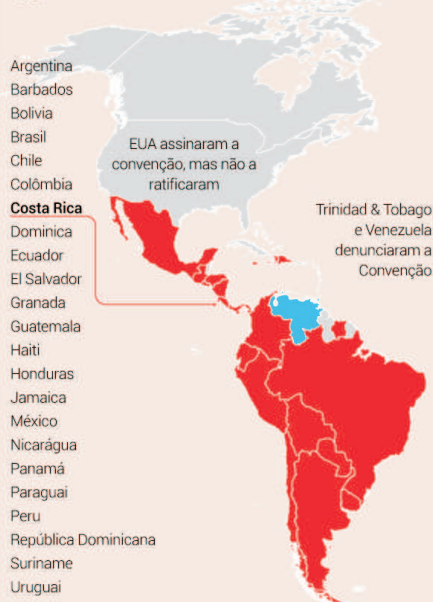 Argentina
Barbados
Bolivia
Brasil
Chile
Colômbia
Costa Rica
Dominica
Ecuador
El Salvador
Granada
Guatemala
Haiti
Honduras
Jamaica
México
Nicarágua
Panamá
Paraguai
Peru
República Dominicana
Suriname
Uruguai
EUA assinaram a
convenção, mas não a
ratificaram
Trinidad & Tobago
e Venezuela
denunciaram a
Convenção